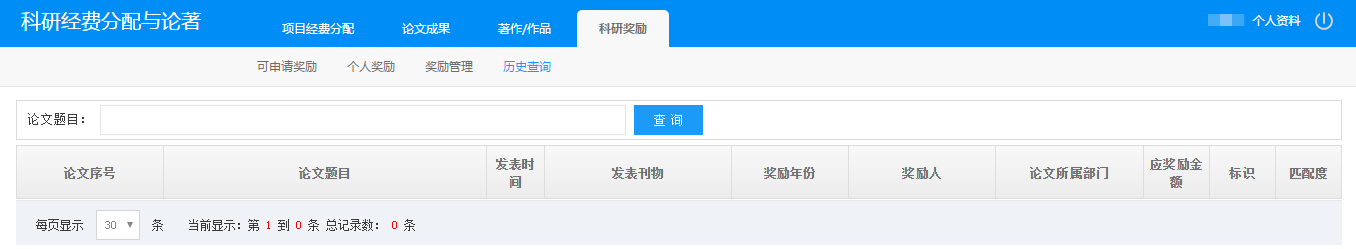 科研经费分配与论著
项目经费分配 论文成果 著作/作品 科研奖励
个人资料
可申请奖励 个人奖励 奖励管理 历史查询
论文题目： 查 询
论文序号 论文题目 发表时间 发表刊物 奖励年份 奖励人 论文所属部门 应奖励金额 标识 匹配度
每页显示 30 条 当前显示：第 1 到 0 条 总记录数： 0 条